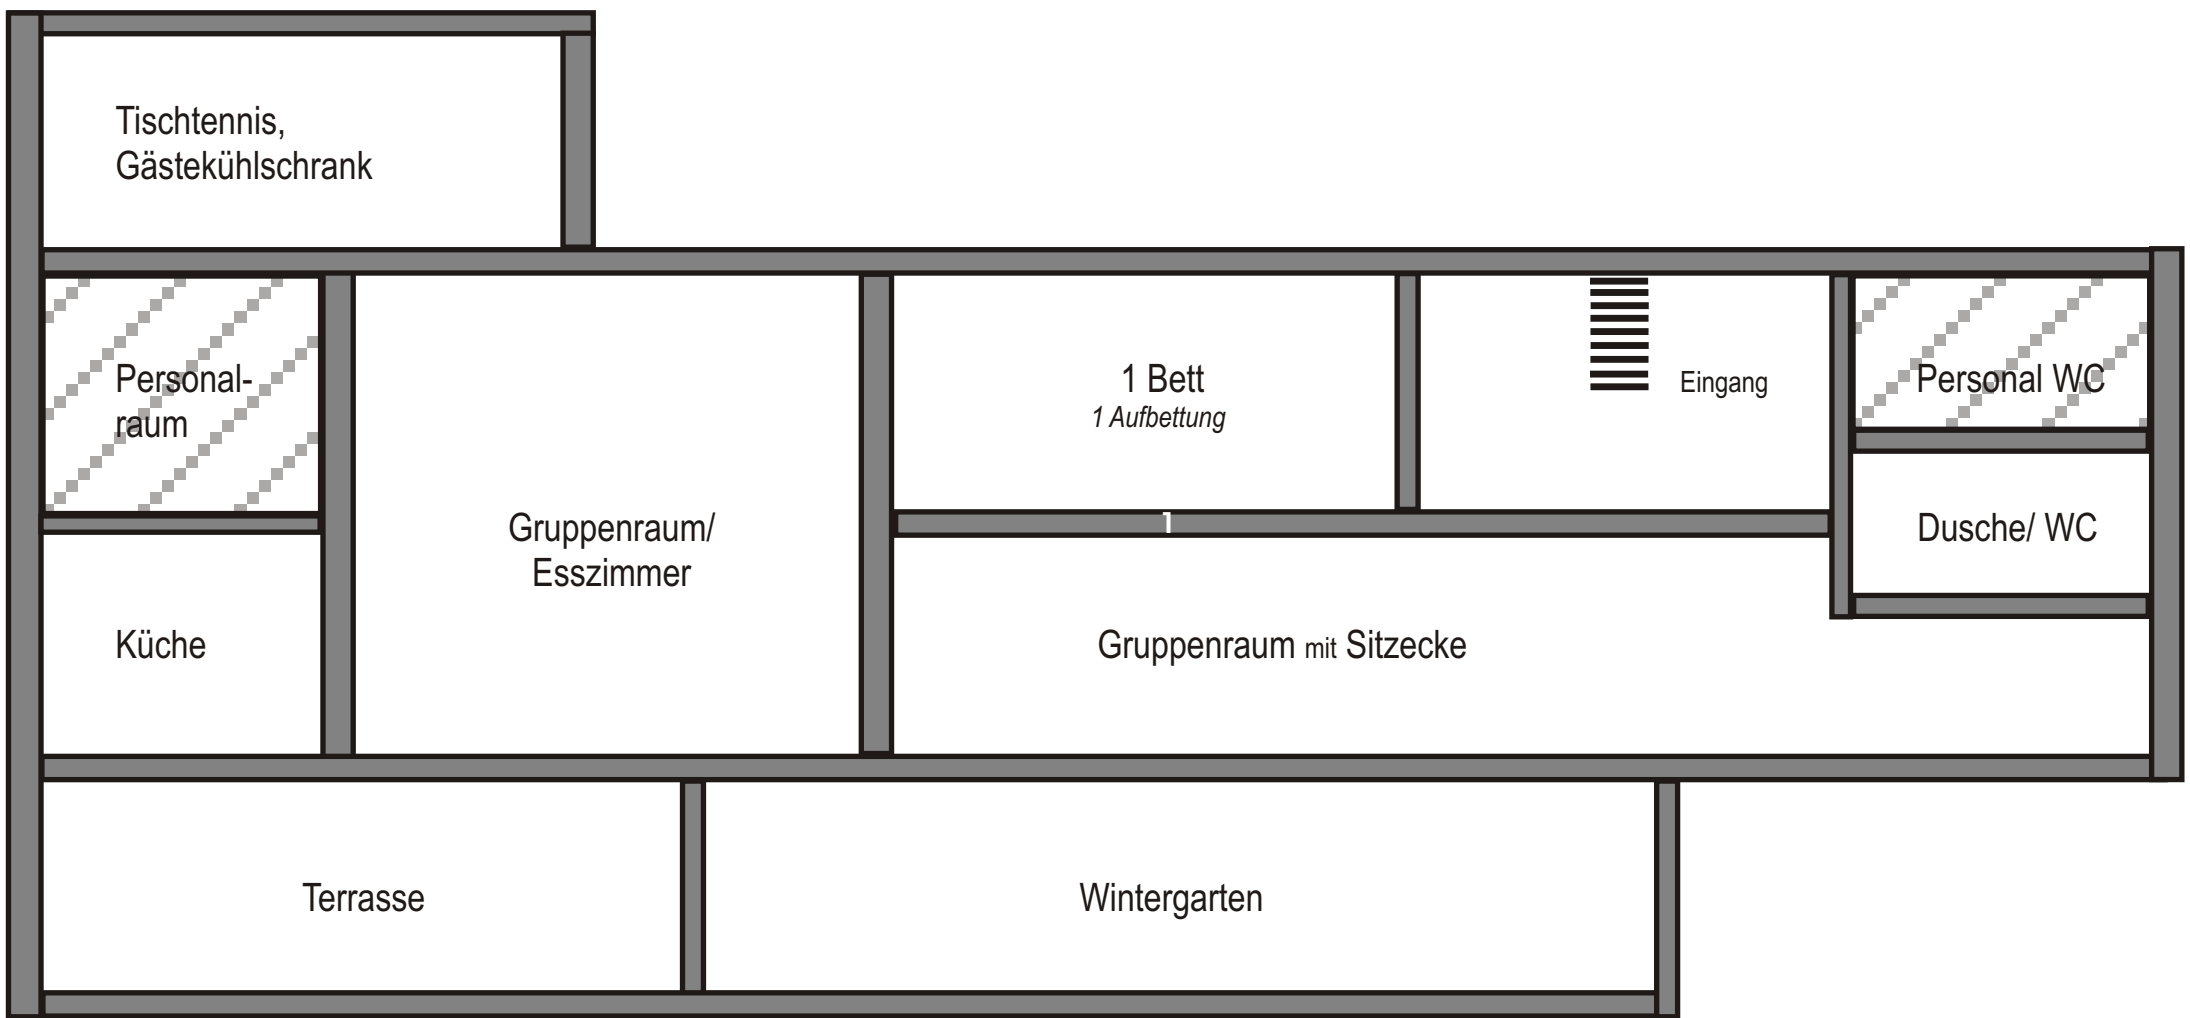 Tischtennis,
Gästekühlschrank
Personal-
raum
Küche
Gruppenraum/
Esszimmer
1 Bett
1 Aufbettung
1
Eingang
Personal WC
Dusche/ WC
Gruppenraum mit Sitzecke
Terrasse
Wintergarten